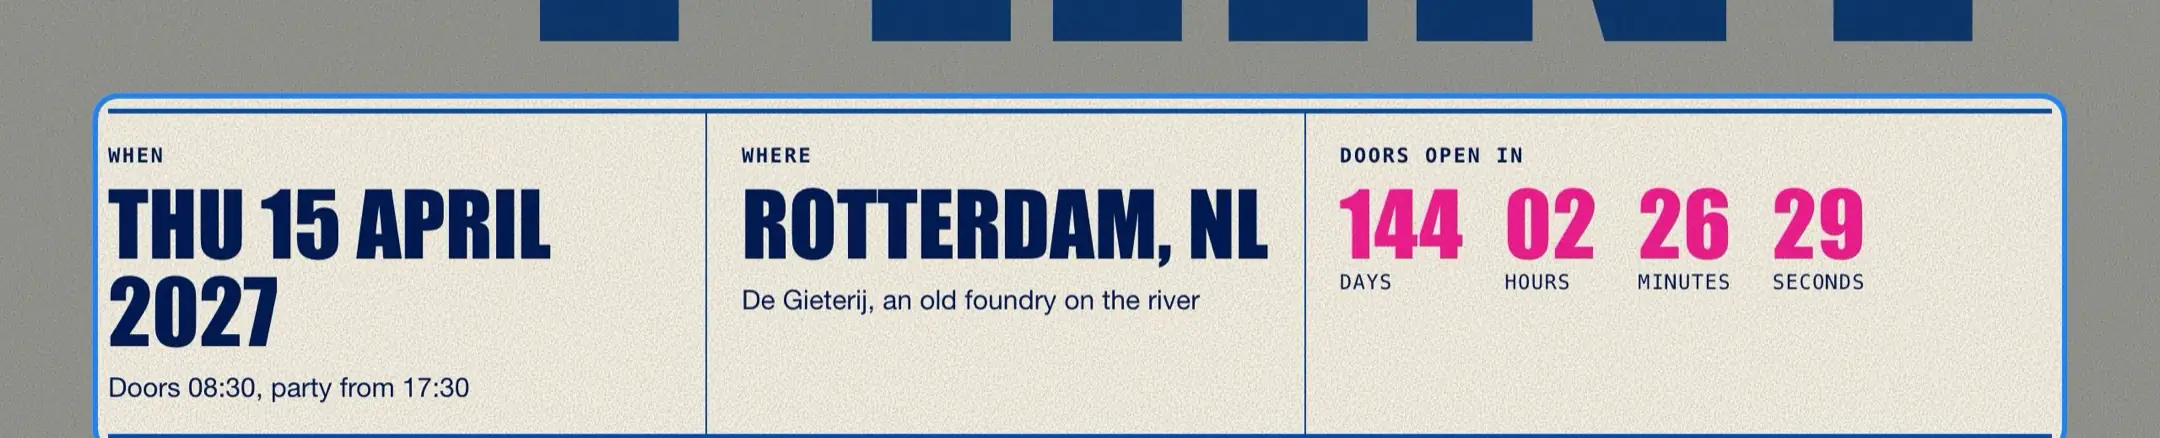 WHEN
THU 15 APRIL
2027
Doors 08:30, party from 17:30
WHERE
ROTTERDAM, NL
De Gieterij, an old foundry on the river
DOORS OPEN IN
144 02 26 29
DAYS HOURS MINUTES SECONDS